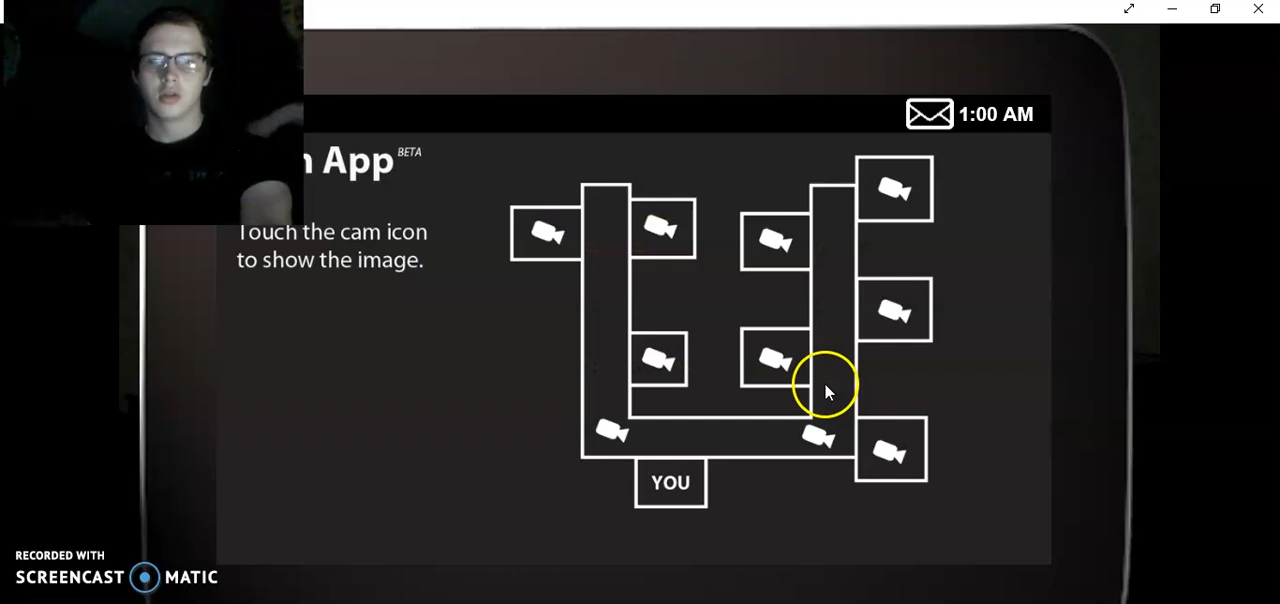 1:00 AM
App BETA
Touch the cam icon
to show the image.
YOU
RECORDED WITH
SCREENCAST MATIC